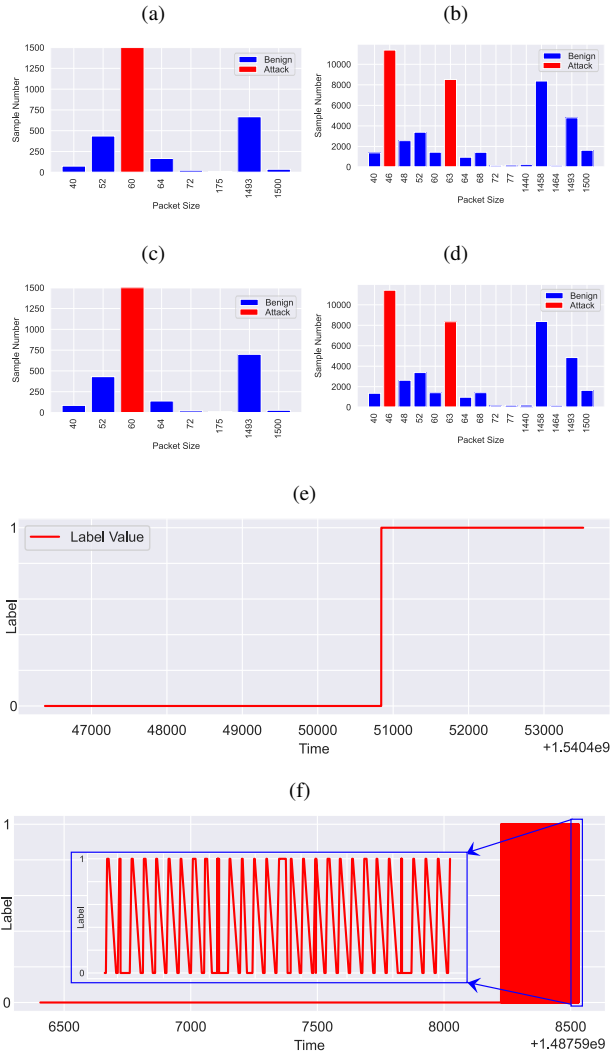 (a)
(b)
1500
1250
1000
750
500
250
0
Sample Number
Benign
Attack
40
52
60
64
72
175
1493
1500
Packet Size
10000
8000
6000
4000
2000
0
Sample Number
Benign
Attack
40
46
48
52
60
63
64
68
72
77
1440
1458
1464
1493
1500
Packet Size
(c)
(d)
1500
1250
1000
750
500
250
0
Sample Number
Benign
Attack
40
52
60
64
72
175
1493
1500
Packet Size
10000
8000
6000
4000
2000
0
Sample Number
Benign
Attack
40
46
48
52
60
63
64
68
72
77
1440
1458
1464
1493
1500
Packet Size
(e)
1
Label Value
Label
0
47000 48000 49000 50000 51000 52000 53000
Time
+1.5404e9
(f)
1
1
Label
Label
0
0
6500 7000 7500 8000 8500
Time
+1.48759e9